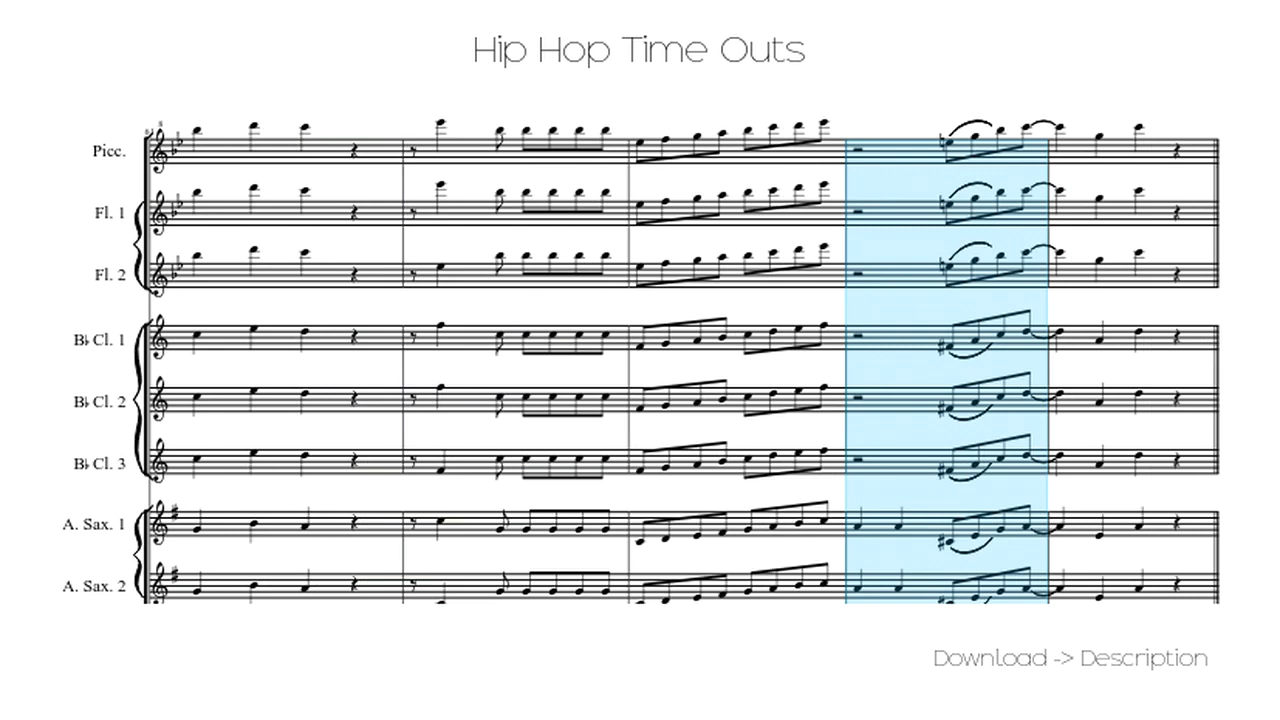 Hip Hop Time Outs
Picc.
Fl. 1
Fl. 2
B♭ Cl. 1
B♭ Cl. 2
B♭ Cl. 3
A. Sax. 1
A. Sax. 2
Download -> Description